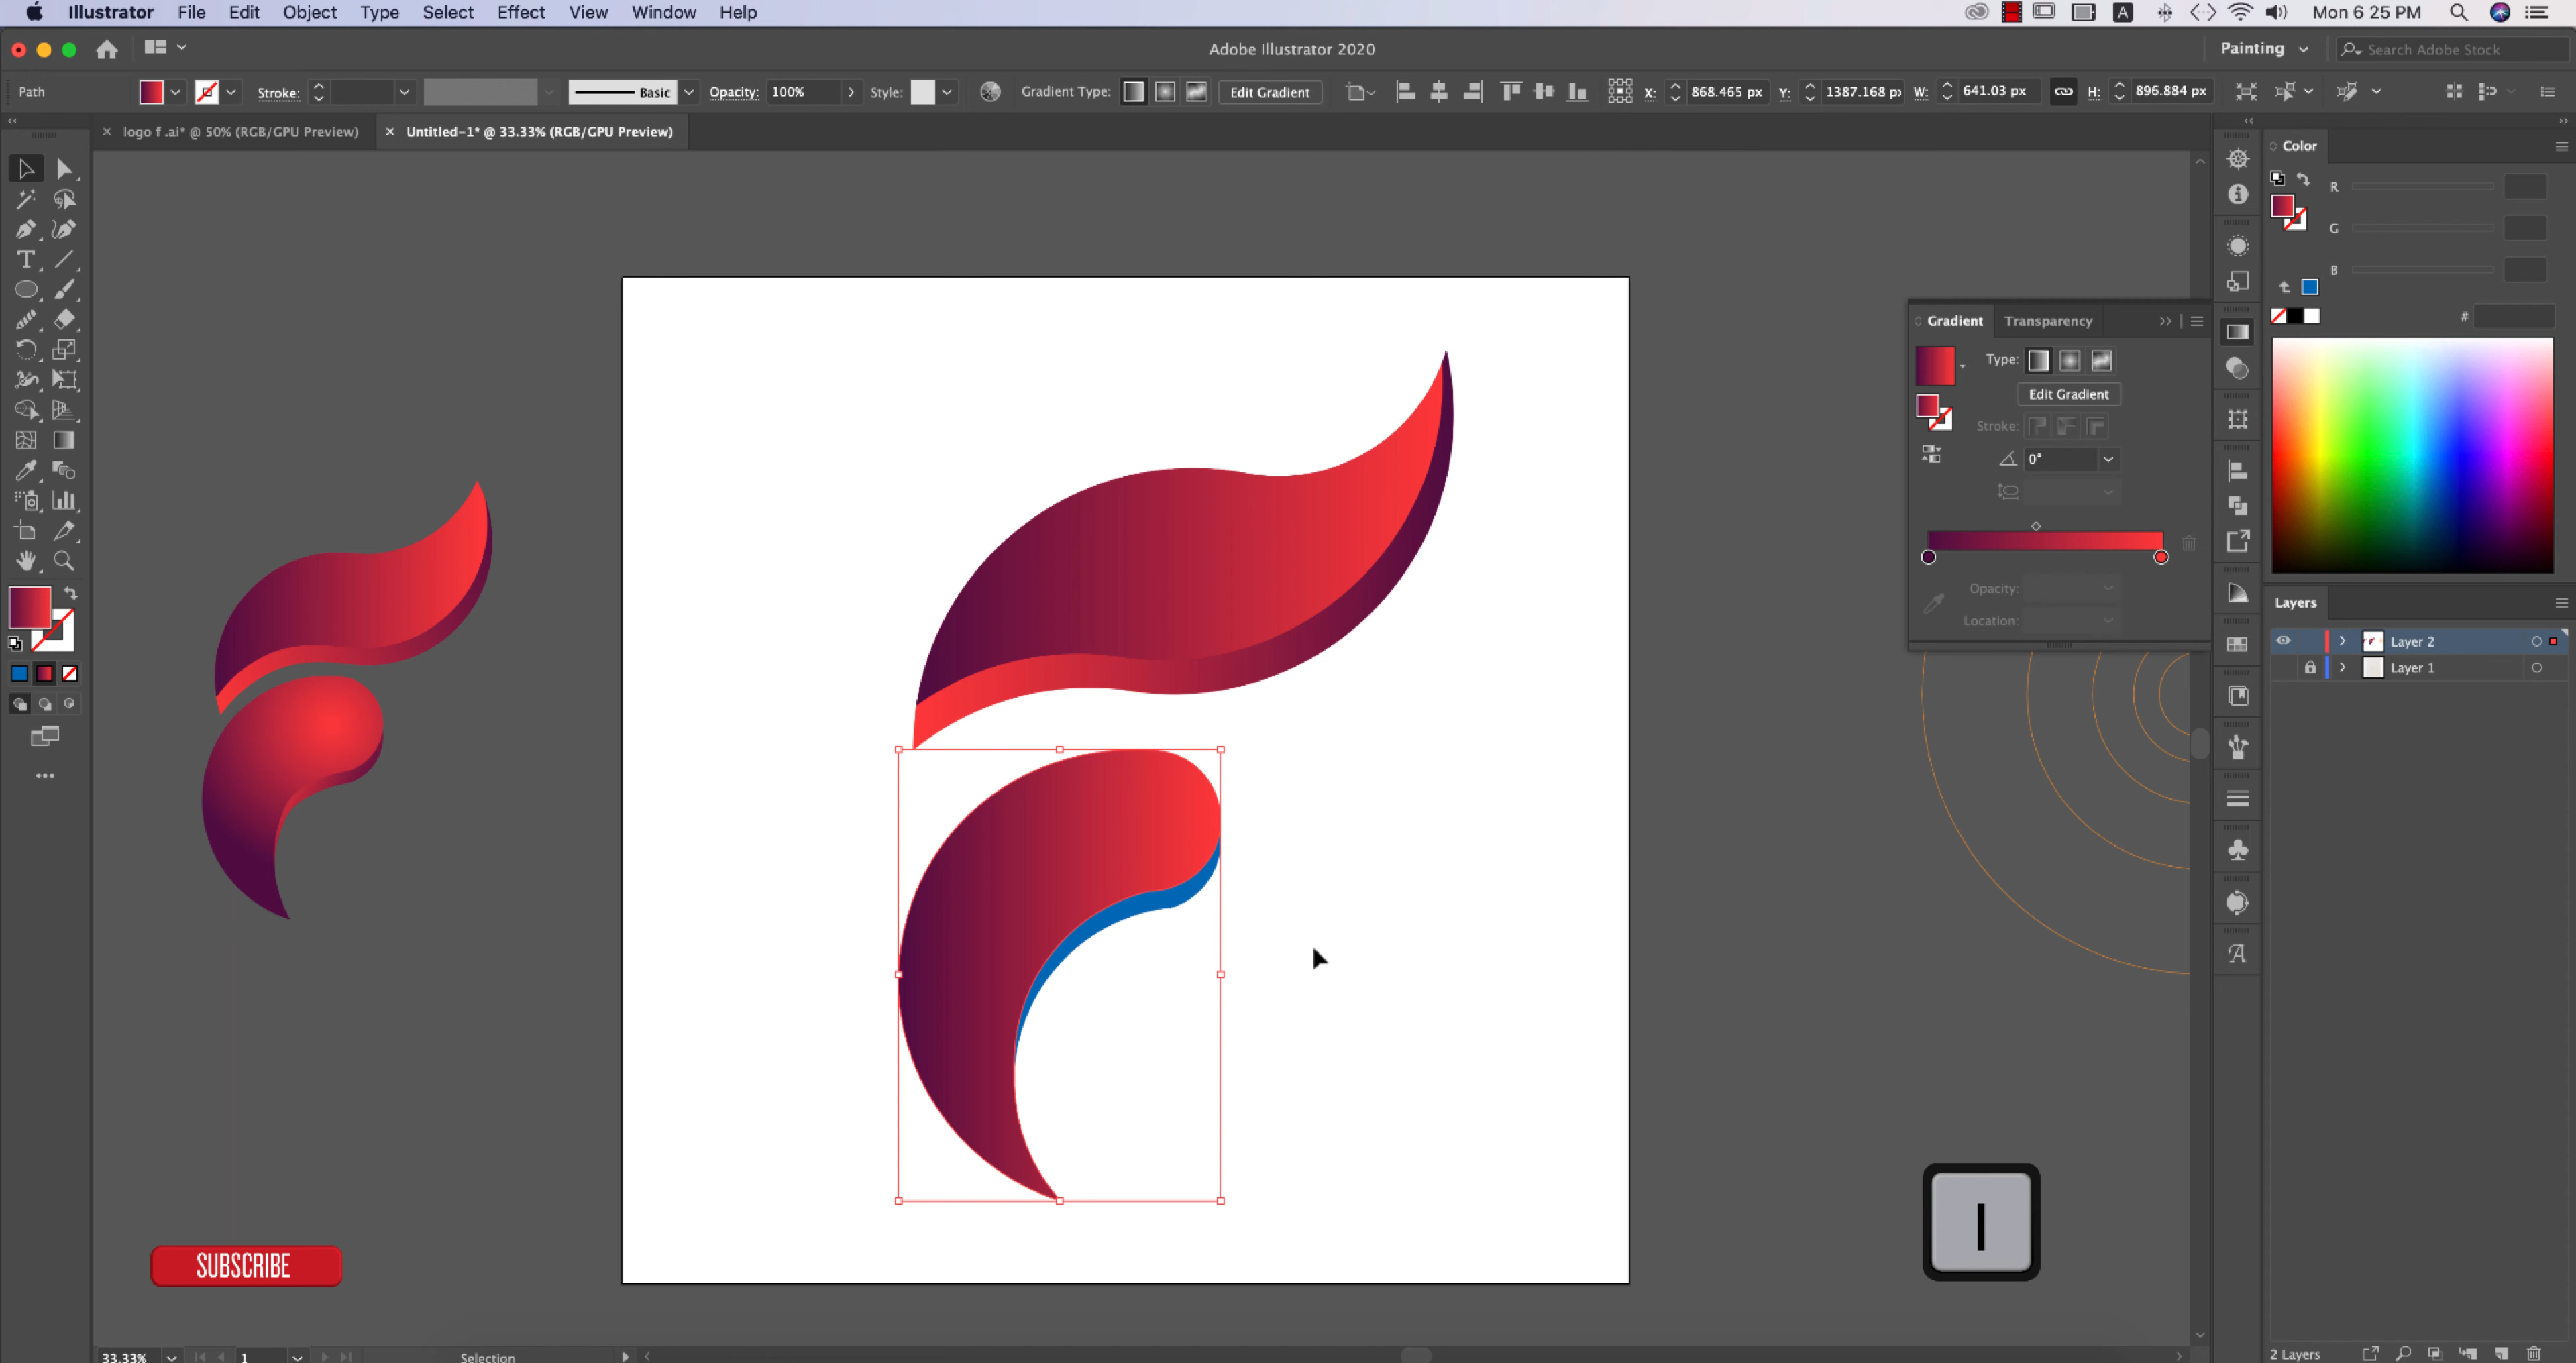 Illustrator File Edit Object Type Select Effect View Window Help
A Mon 6 25 PM
Adobe Illustrator 2020
Painting
Search Adobe Stock
Path Stroke: Basic Opacity: 100% Style: Gradient Type: Edit Gradient X: 868.465 px Y: 1387.168 p W: 641.03 px H: 896.884 px
× logo f .ai* @ 50% (RGB/GPU Preview) × Untitled-1* @ 33.33% (RGB/GPU Preview)
Color
R
G
B
#
Gradient Transparency
Type:
Edit Gradient
Stroke:
0°
Opacity:
Location:
Layers
Layer 2
Layer 1
SUBSCRIBE
I
33.33% 1 Selection
2 Layers